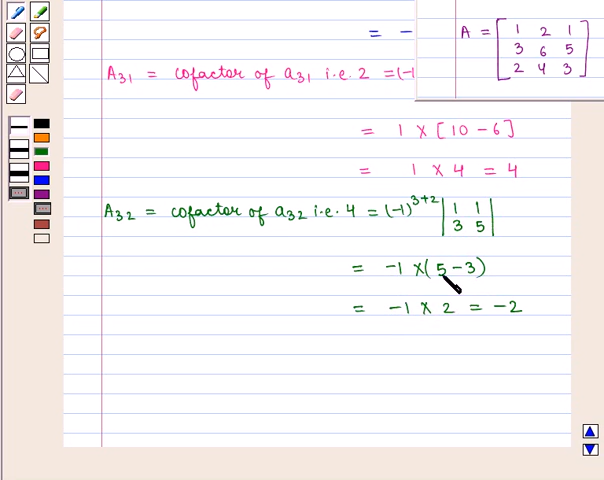 = -
A = [ 1 2 1
3 6 5
2 4 3 ]
A₃₁ = cofactor of a₃₁ i.e. 2 = (-1)
= 1 × [10 - 6]
= 1 × 4 = 4
A₃₂ = cofactor of a₃₂ i.e. 4 = (-1)³⁺² | 1 1 |
| 3 5 |
= -1 × (5 - 3)
= -1 × 2 = -2